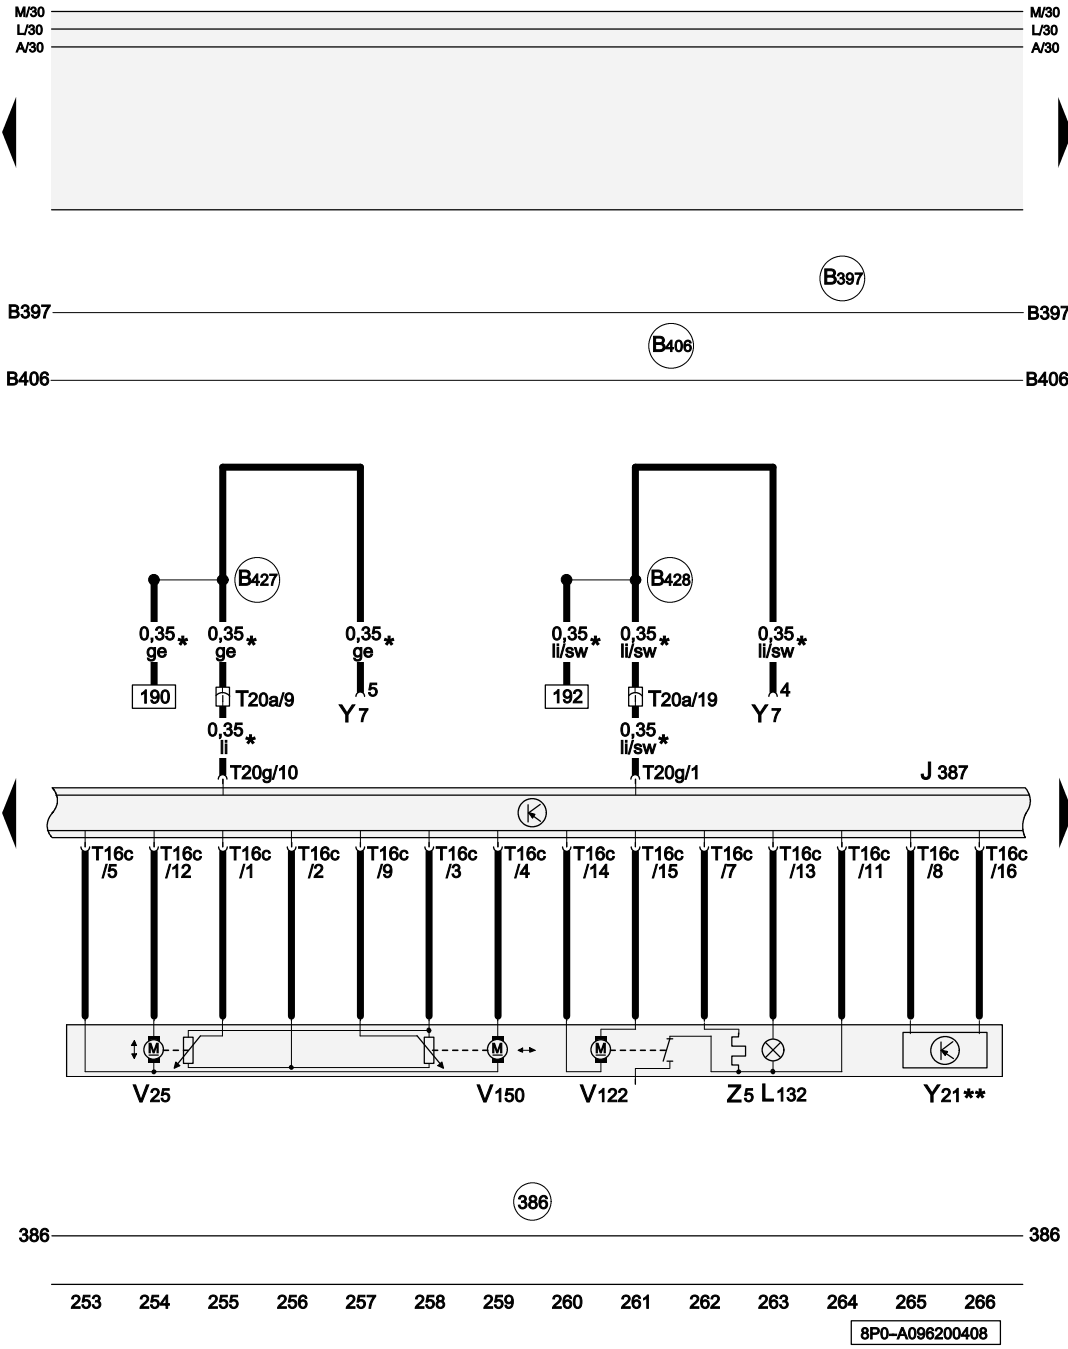 M/30 M/30
L/30 L/30
A/30 A/30
B397
B397 B397
B406
B406 B406
B427 B428
0,35 * 0,35 * 0,35 * 0,35 * 0,35 * 0,35 *
ge ge ge li/sw li/sw li/sw
190 T20a/9 5 192 T20a/19 4
Y7 Y7
0,35 * 0,35 *
li li/sw
T20g/10 T20g/1 J 387
T16c T16c T16c T16c T16c T16c T16c T16c T16c T16c T16c T16c T16c T16c
/5 /12 /1 /2 /9 /3 /4 /14 /15 /7 /13 /11 /8 /16
M M M
V25 V150 V122 Z5 L132 Y21**
386
386 386
253 254 255 256 257 258 259 260 261 262 263 264 265 266
8P0–A096200408